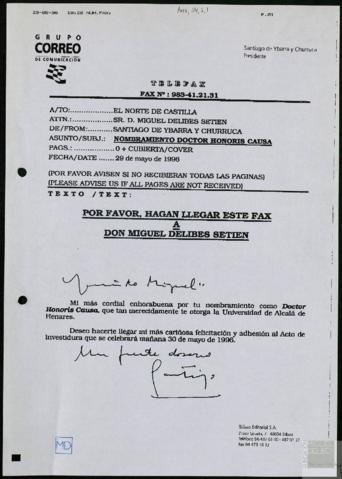 GRUPO
CORREO
DE COMUNICACIÓN
Santiago de Ybarra y Churruca
Presidente
TELEFAX
FAX Nº : 983-41.21.31
A/TO:......................EL NORTE DE CASTILLA
ATTN.:.....................SR. D. MIGUEL DELIBES SETIEN
DE/FROM:...............SANTIAGO DE YBARRA Y CHURRUCA
ASUNTO/SUBJ.: NOMBRAMIENTO DOCTOR HONORIS CAUSA
PAGS.: ....................0 + CUBIERTA/COVER
FECHA/DATE .......29 de mayo de 1996
(POR FAVOR AVISEN SI NO RECIBIERAN TODAS LAS PAGINAS)
(PLEASE ADVISE US IF ALL PAGES ARE NOT RECEIVED)
TEXTO /TEXT:
POR FAVOR, HAGAN LLEGAR ESTE FAX
A
DON MIGUEL DELIBES SETIEN
Miguel:
Mi más cordial enhorabuena por tu nombramiento como Doctor
Honoris Causa, que tan merecidamente te otorga la Universidad de Alcalá de
Henares.
Deseo hacerte llegar mi más cariñosa felicitación y adhesión al Acto de
Investidura que se celebrará mañana 30 de mayo de 1996.
Un fuerte abrazo
Santiago
Bilbao Editorial S.A.
MD